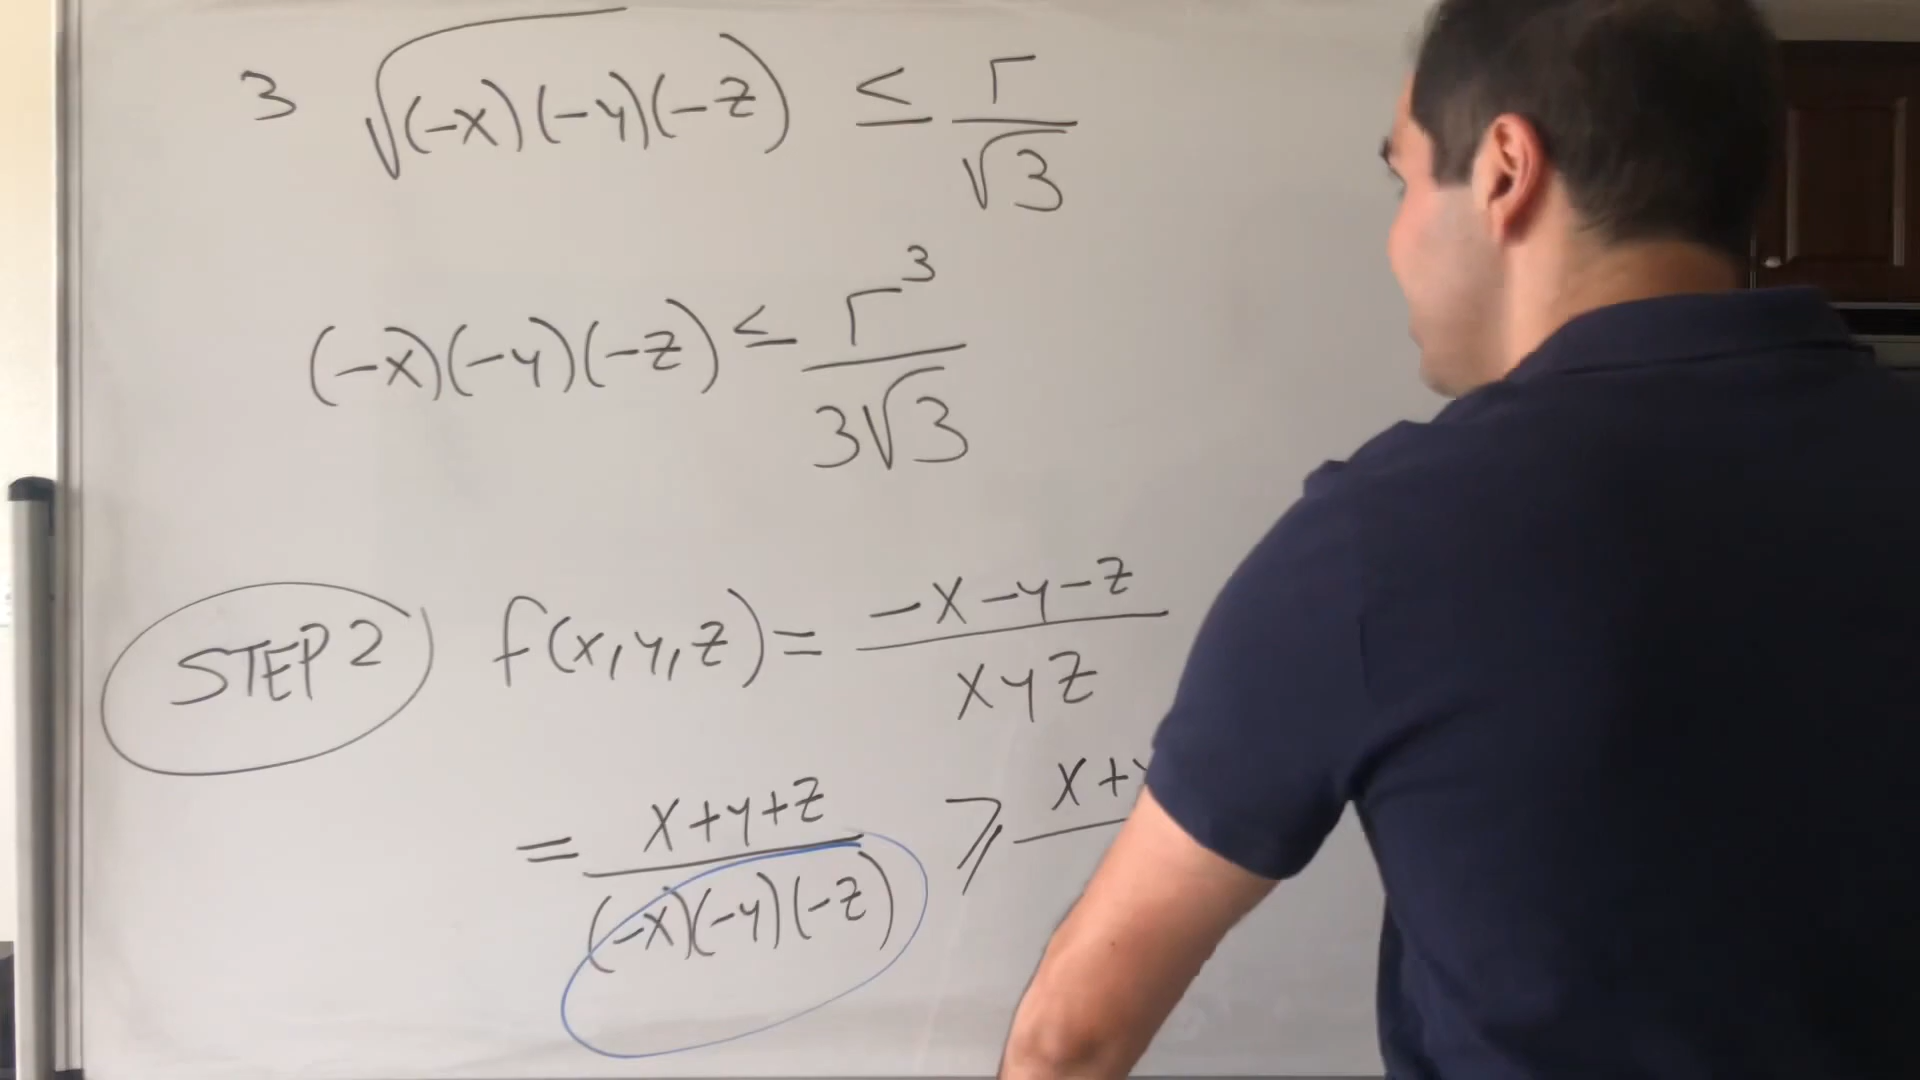 3 √(-x)(-y)(-z) ≤ r/√3
(-x)(-y)(-z) ≤ r³/3√3
STEP 2 f(x,y,z) = -x-y-z/xyz
= x+y+z/(-x)(-y)(-z) ⩾ x+y